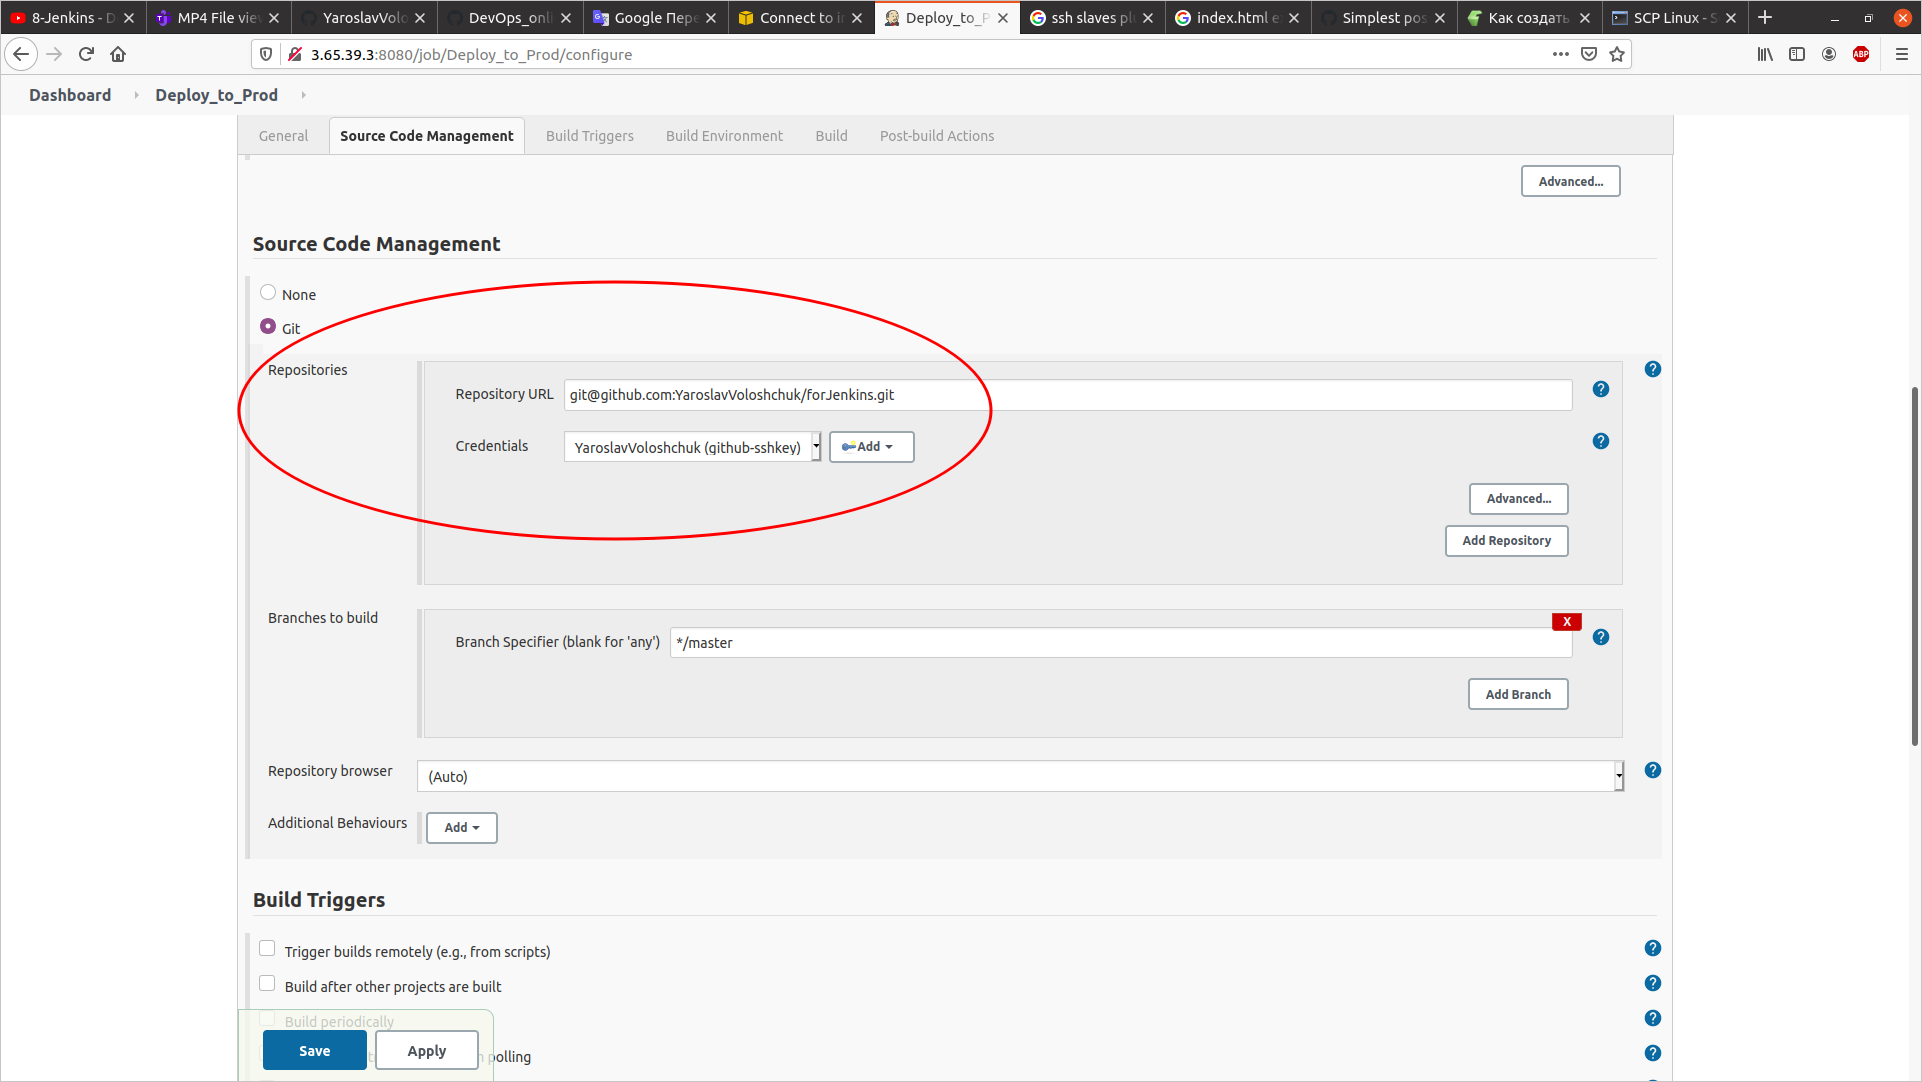 8-Jenkins - D
MP4 File vie
YaroslavVolo
DevOps_onli
Google Пере
Connect to i
Deploy_to_P
ssh slaves pl
index.html e
Simplest pos
Как создать
SCP Linux - S
3.65.39.3:8080/job/Deploy_to_Prod/configure
ABP
Dashboard Deploy_to_Prod
General Source Code Management Build Triggers Build Environment Build Post-build Actions
Advanced...
Source Code Management
None
Git
Repositories
Repository URL git@github.com:YaroslavVoloshchuk/forJenkins.git
Credentials YaroslavVoloshchuk (github-sshkey) Add
Advanced...
Add Repository
Branches to build
X
Branch Specifier (blank for 'any') */master
Add Branch
Repository browser (Auto)
Additional Behaviours Add
Build Triggers
Trigger builds remotely (e.g., from scripts)
Build after other projects are built
Build periodically
polling
Save Apply